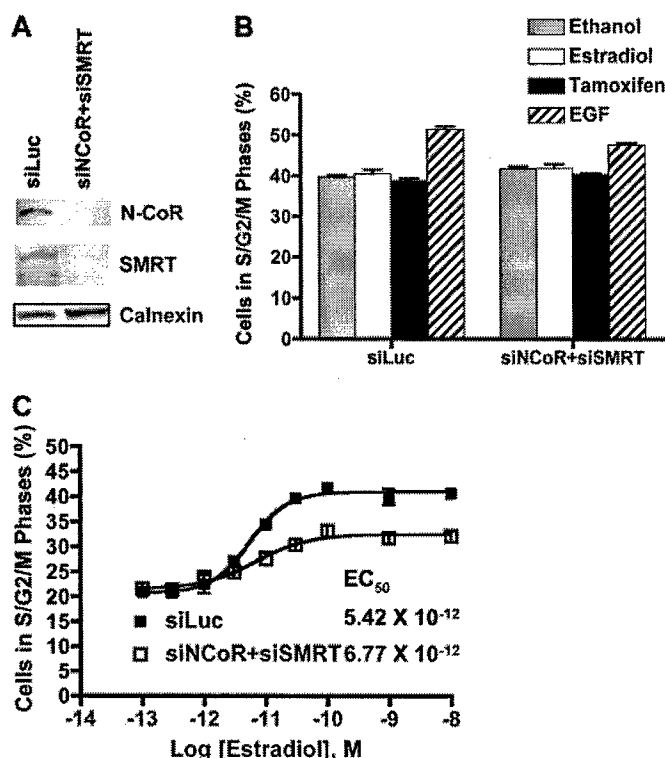 A
siLuc
siNCoR+siSMRT
N-CoR
SMRT
Calnexin
B
Ethanol
Estradiol
Tamoxifen
EGF
Cells in S/G2/M Phases (%)
60
50
40
30
20
10
0
siLuc
siNCoR+siSMRT
C
Cells in S/G2/M Phases (%)
50
45
40
35
30
25
20
15
10
5
0
EC50
siLuc 5.42 X 10-12
siNCoR+siSMRT 6.77 X 10-12
-14 -13 -12 -11 -10 -9 -8
Log [Estradiol], M